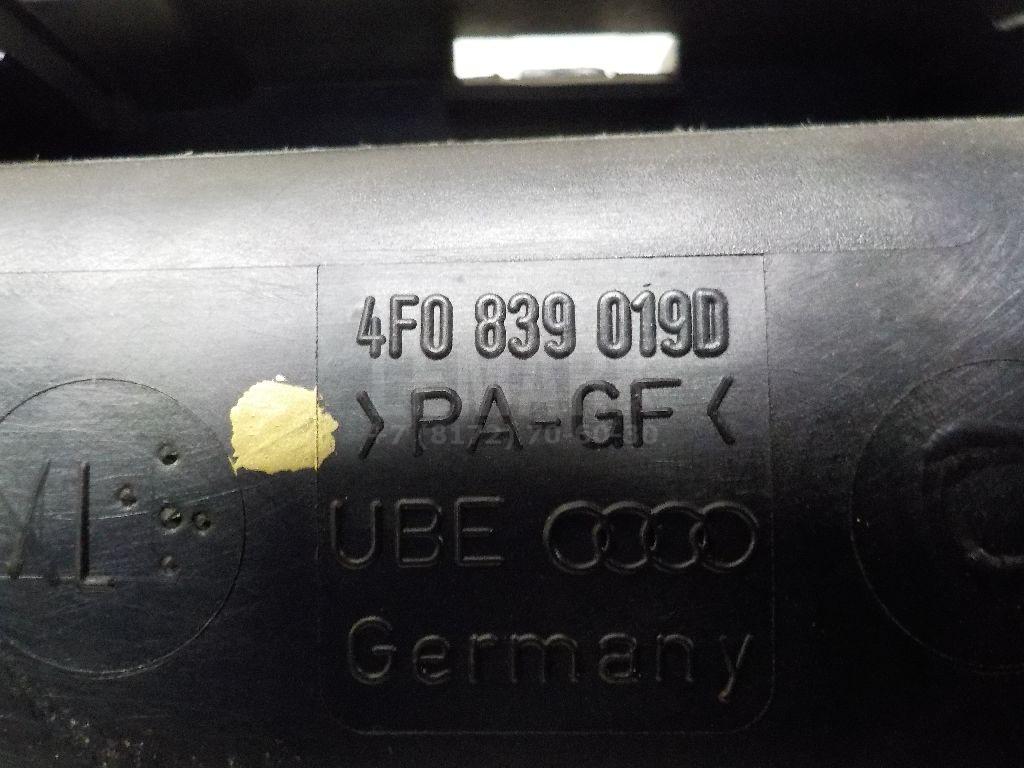 4F0 839 019D
>PA-GF<
UBE
Germany